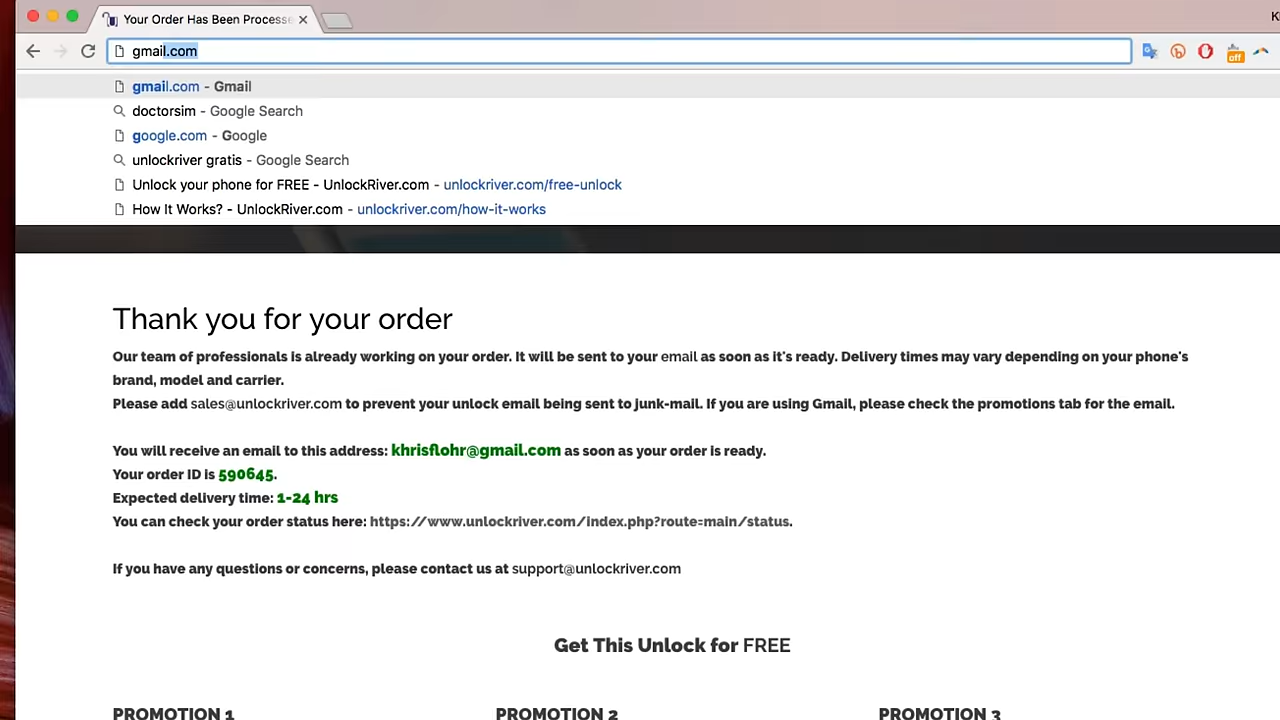 Your Order Has Been Processe
gmail.com
off
gmail.com - Gmail
doctorsim - Google Search
google.com - Google
unlockriver gratis - Google Search
Unlock your phone for FREE - UnlockRiver.com - unlockriver.com/free-unlock
How It Works? - UnlockRiver.com - unlockriver.com/how-it-works
Thank you for your order
Our team of professionals is already working on your order. It will be sent to your email as soon as it's ready. Delivery times may vary depending on your phone's
brand, model and carrier.
Please add sales@unlockriver.com to prevent your unlock email being sent to junk-mail. If you are using Gmail, please check the promotions tab for the email.
You will receive an email to this address: khrisflohr@gmail.com as soon as your order is ready.
Your order ID is 590645.
Expected delivery time: 1-24 hrs
You can check your order status here: https://www.unlockriver.com/index.php?route=main/status.
If you have any questions or concerns, please contact us at support@unlockriver.com
Get This Unlock for FREE
PROMOTION 1 PROMOTION 2 PROMOTION 3